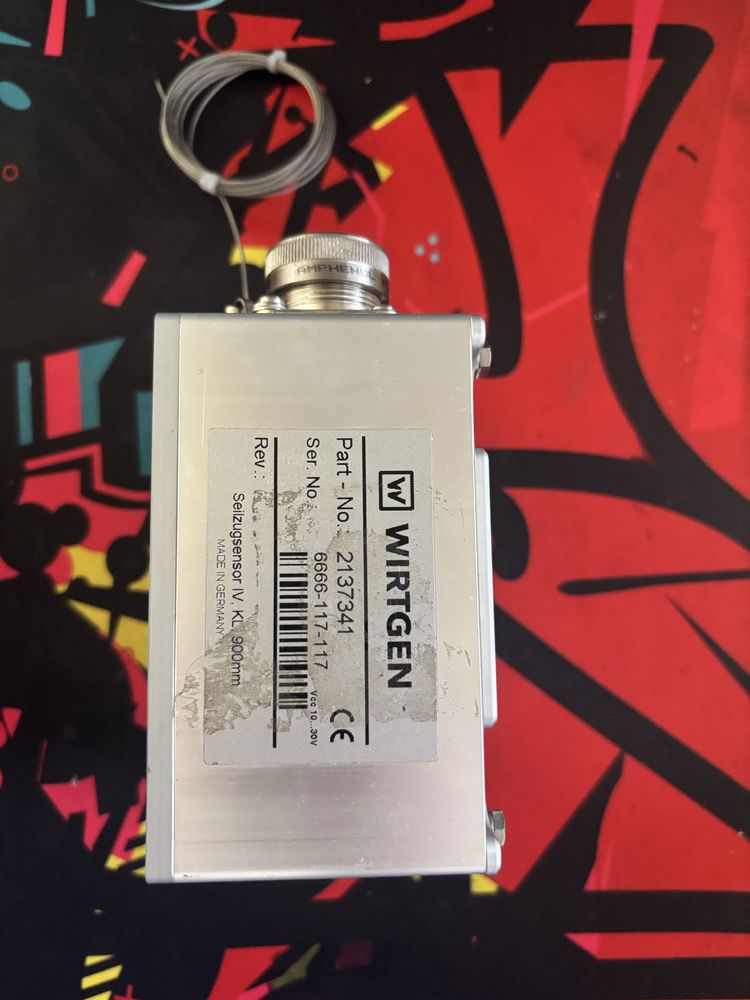 AMPHENOL
W WIRTGEN
Part - No.: 2137341
Ser. No.: 6666-117-117
Vcc 10...30V
CE
Rev.:
Seilzugsensor IV, KL, 900mm
MADE IN GERMANY